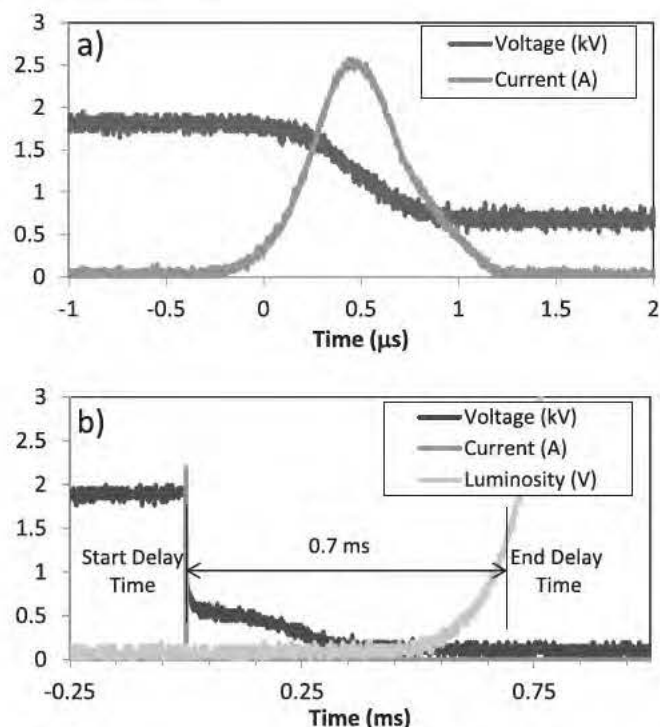 a)
Voltage (kV)
Current (A)
3
2.5
2
1.5
1
0.5
0
-1 -0.5 0 0.5 1 1.5 2
Time (μs)
b)
Voltage (kV)
Current (A)
Luminosity (V)
3
2.5
2
1.5
1
0.5
0
Start Delay
Time
0.7 ms
End Delay
Time
-0.25 0.25 0.75
Time (ms)